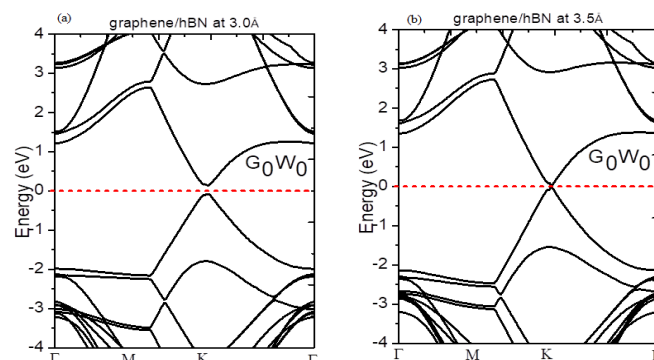 (a) graphene/hBN at 3.0Å
4
3
2
1
0
-1
-2
-3
-4
Energy (eV)
G₀W₀
Γ M K Γ
(b) graphene/hBN at 3.5Å
4
3
2
1
0
-1
-2
-3
-4
Energy (eV)
G₀W₀
Γ M K